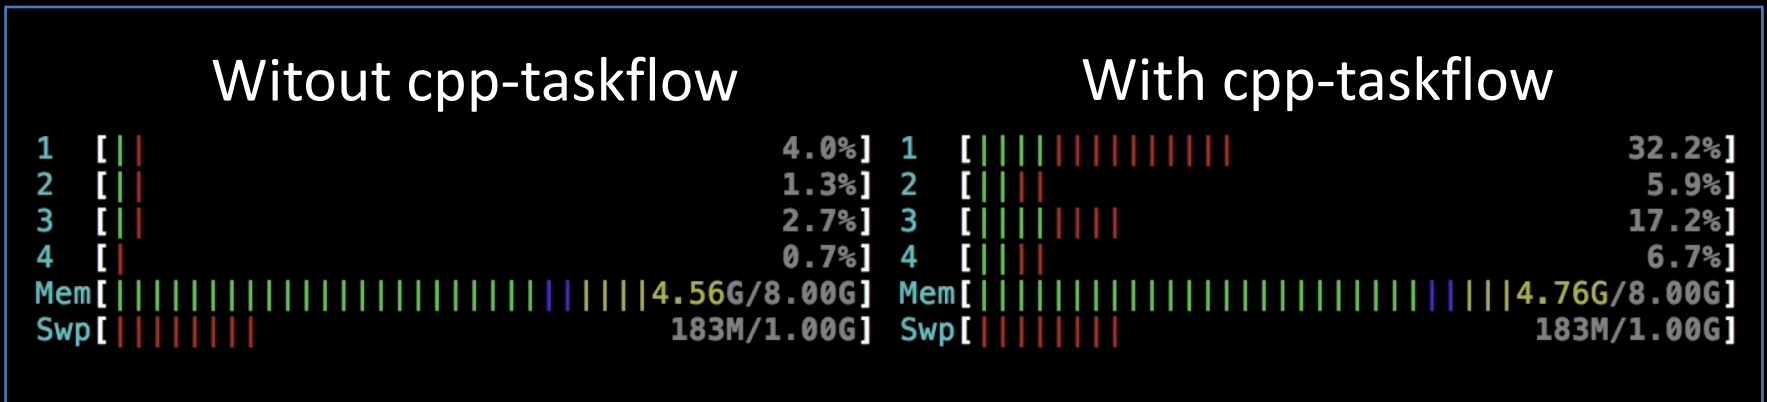 Witout cpp-taskflow
1 [|| 4.0%]
2 [|| 1.3%]
3 [|| 2.7%]
4 [| 0.7%]
Mem[|||||||||||||||||||||||||||||4.56G/8.00G]
Swp[|||||||| 183M/1.00G]
With cpp-taskflow
1 [|||||||||||||| 32.2%]
2 [|||| 5.9%]
3 [|||||||| 17.2%]
4 [|||| 6.7%]
Mem[|||||||||||||||||||||||||||||4.76G/8.00G]
Swp[|||||||| 183M/1.00G]